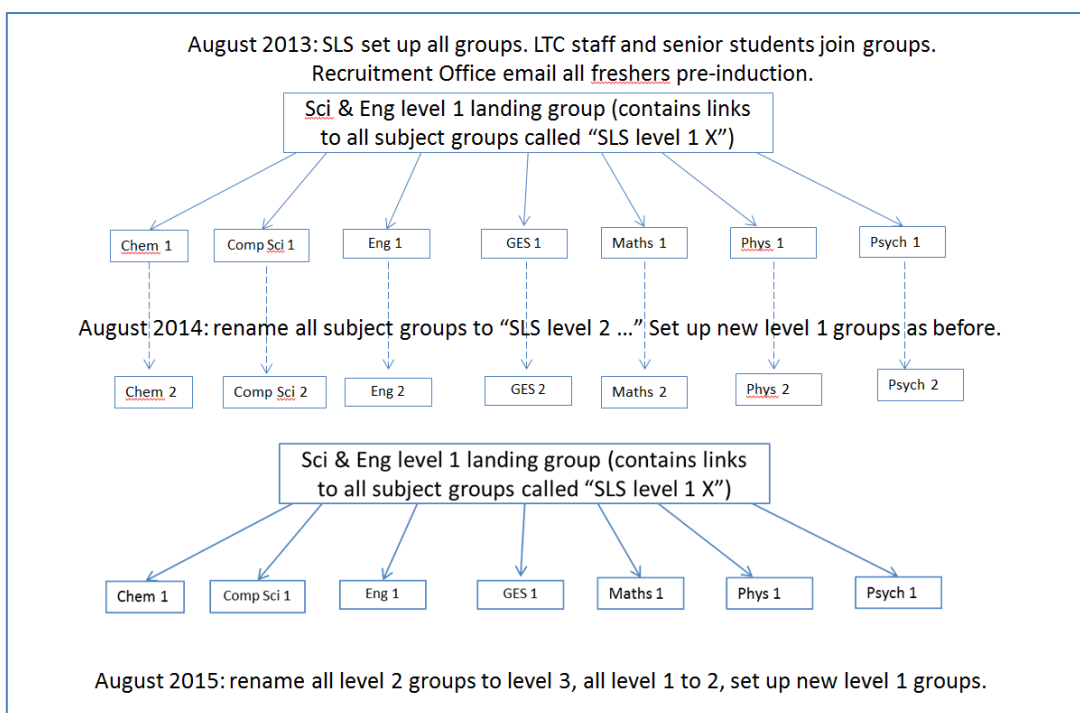 August 2013: SLS set up all groups. LTC staff and senior students join groups.
Recruitment Office email all freshers pre-induction.
Sci & Eng level 1 landing group (contains links
to all subject groups called “SLS level 1 X”)
Chem 1
Comp Sci 1
Eng 1
GES 1
Maths 1
Phys 1
Psych 1
August 2014: rename all subject groups to “SLS level 2 …” Set up new level 1 groups as before.
Chem 2
Comp Sci 2
Eng 2
GES 2
Maths 2
Phys 2
Psych 2
Sci & Eng level 1 landing group (contains links
to all subject groups called “SLS level 1 X”)
Chem 1
Comp Sci 1
Eng 1
GES 1
Maths 1
Phys 1
Psych 1
August 2015: rename all level 2 groups to level 3, all level 1 to 2, set up new level 1 groups.